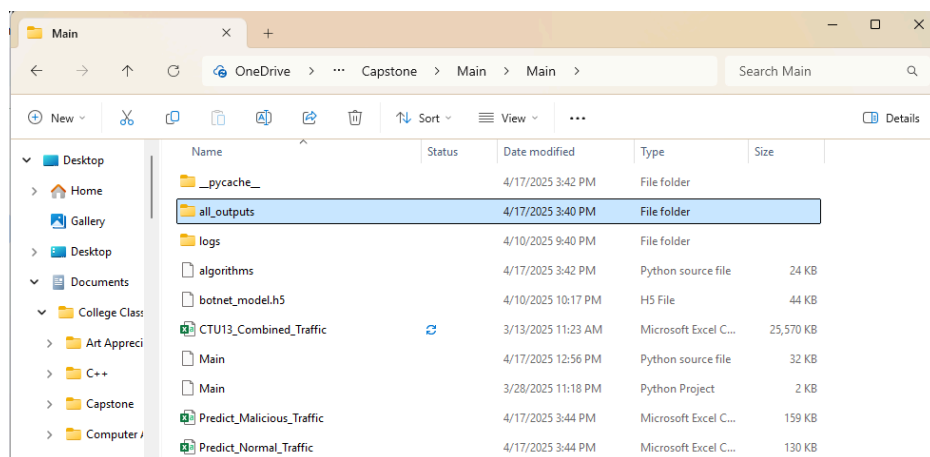 Main
OneDrive > ... Capstone > Main > Main >
Search Main
New
Sort
View
...
Details
Name Status Date modified Type Size
Desktop
Home
Gallery
Desktop
Documents
College Class
Art Appreci
C++
Capstone
Computer A
__pycache__ 4/17/2025 3:42 PM File folder
all_outputs 4/17/2025 3:40 PM File folder
logs 4/10/2025 9:40 PM File folder
algorithms 4/17/2025 3:42 PM Python source file 24 KB
botnet_model.h5 4/10/2025 10:17 PM H5 File 44 KB
CTU13_Combined_Traffic 3/13/2025 11:23 AM Microsoft Excel C... 25,570 KB
Main 4/17/2025 12:56 PM Python source file 32 KB
Main 3/28/2025 11:18 PM Python Project 2 KB
Predict_Malicious_Traffic 4/17/2025 3:44 PM Microsoft Excel C... 159 KB
Predict_Normal_Traffic 4/17/2025 3:44 PM Microsoft Excel C... 130 KB